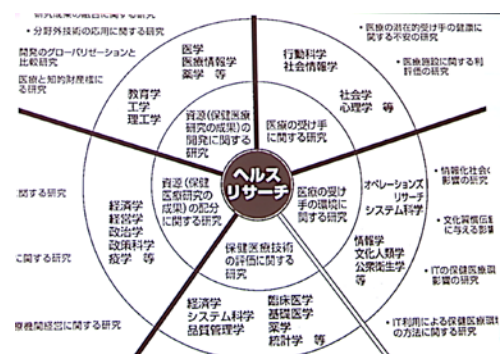 研究成果の融合に関する研究
・分野外技術の応用に関する研究
開発のグローバリゼーションと
比較研究
医療と知的財産権に
る研究
教育学
工学
理工学
医学
医療情報学
薬学 等
資源(保健医療
研究の成果)の
開発に関する
研究
行動科学
社会情報学
社会学
心理学 等
医療の受け手
に関する研究
・医療の潜在的受け手の健康に
関する不安の研究
・医療施設に関する利
評価の研究
ヘルス
リサーチ
資源(保健
医療研究の
成果)の配分
に関する研究
経済学
経営学
政治学
政策科学
疫学 等
関する研究
に関する研究
療機関経営に関する研究
医療の受け
手の環境に
関する研究
オペレーションズ
リサーチ
システム科学
情報学
文化人類学
公衆衛生学
等
・情報化社会
影響の研究
・文化習慣伝
に与える影響
・ITの保健医療環
影響の研究
・IT利用による保健医療環境
の方法に関する研究
保健医療技術
の評価に関する
研究
経済学
システム科学
品質管理学
臨床医学
基礎医学
薬学
統計学 等